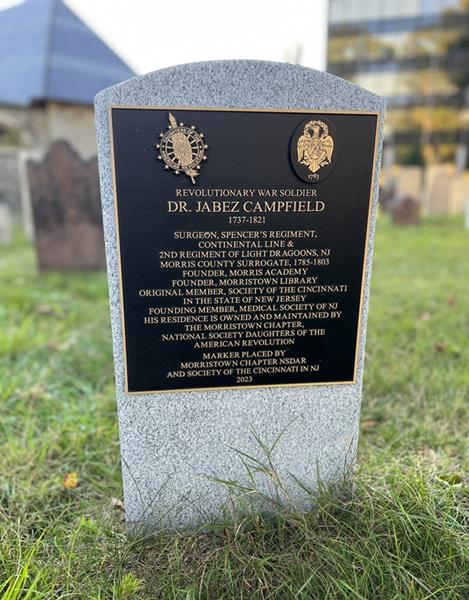 1783
REVOLUTIONARY WAR SOLDIER
DR. JABEZ CAMPFIELD
1737-1821
SURGEON, SPENCER'S REGIMENT,
CONTINENTAL LINE &
2ND REGIMENT OF LIGHT DRAGOONS, NJ
MORRIS COUNTY SURROGATE, 1785-1803
FOUNDER, MORRIS ACADEMY
FOUNDER, MORRISTOWN LIBRARY
ORIGINAL MEMBER, SOCIETY OF THE CINCINNATI
IN THE STATE OF NEW JERSEY
FOUNDING MEMBER, MEDICAL SOCIETY OF NJ
HIS RESIDENCE IS OWNED AND MAINTAINED BY
THE MORRISTOWN CHAPTER,
NATIONAL SOCIETY DAUGHTERS OF THE
AMERICAN REVOLUTION
MARKER PLACED BY
MORRISTOWN CHAPTER NSDAR
AND SOCIETY OF THE CINCINNATI IN NJ
2023